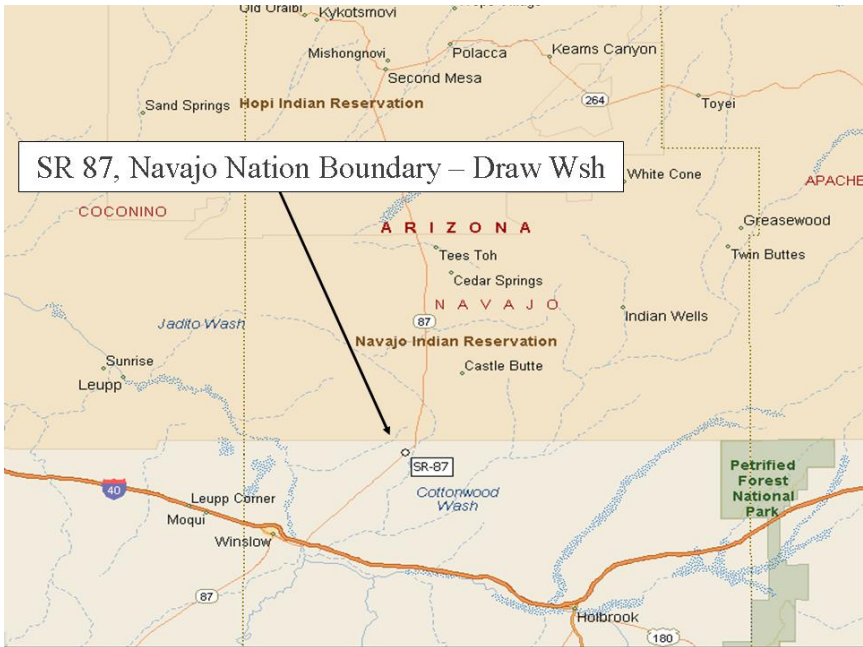 Old Oraibi
Kykotsmovi
Mishongnovi
Polacca
Keams Canyon
Second Mesa
Sand Springs
Hopi Indian Reservation
264
Toyei
SR 87, Navajo Nation Boundary – Draw Wsh
White Cone
APACHE
COCONINO
Greasewood
ARIZONA
Tees Toh
Twin Buttes
Cedar Springs
NAVAJO
Indian Wells
Jadito Wash
87
Navajo Indian Reservation
Sunrise
Castle Butte
Leupp
SR-87
Petrified
Forest
National
Park
40
Cottonwood
Wash
Leupp Corner
Moqui
Winslow
87
Holbrook
180